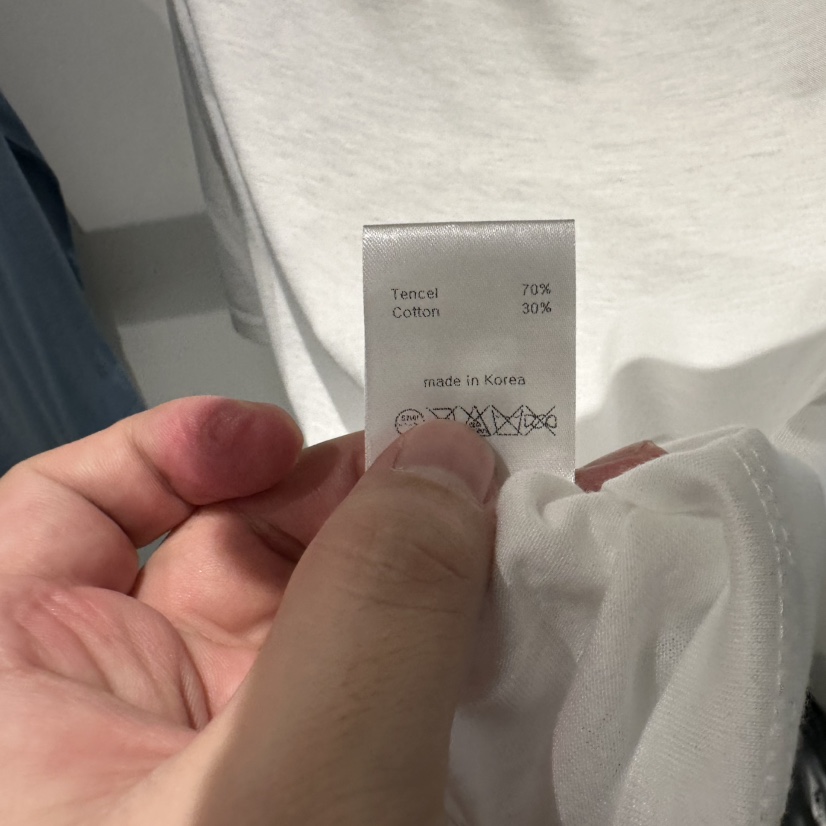 Tencel 70%
Cotton 30%
made in Korea